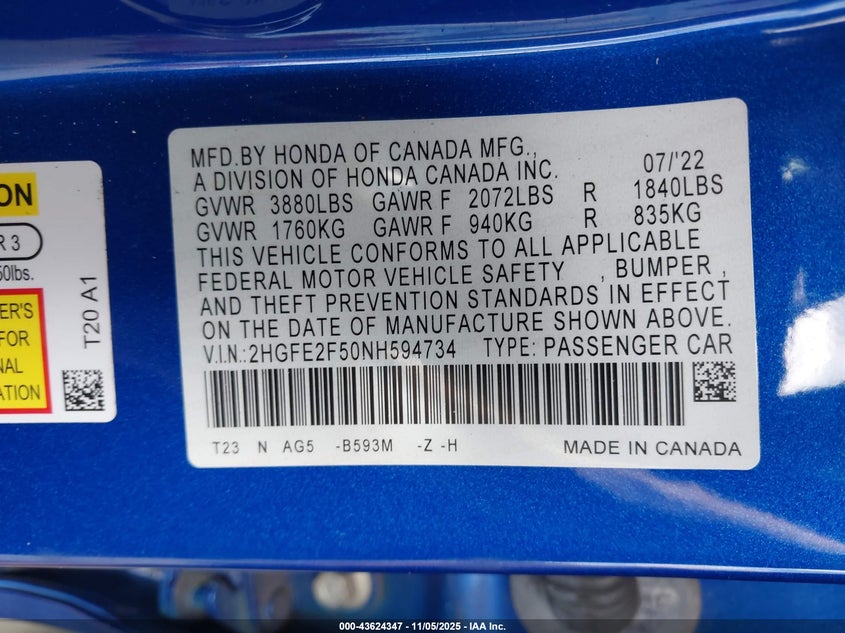 MFD.BY HONDA OF CANADA MFG.,
A DIVISION OF HONDA CANADA INC. 07/'22
GVWR 3880LBS GAWR F 2072LBS R 1840LBS
GVWR 1760KG GAWR F 940KG R 835KG
THIS VEHICLE CONFORMS TO ALL APPLICABLE
FEDERAL MOTOR VEHICLE SAFETY , BUMPER ,
AND THEFT PREVENTION STANDARDS IN EFFECT
ON THE DATE OF MANUFACTURE SHOWN ABOVE.
V.I.N.:2HGFE2F50NH594734 TYPE: PASSENGER CAR
T23 N AG5 -B593M -Z -H MADE IN CANADA
ON
R 3
50lbs.
ER'S
FOR
NAL
ATION
T20 A1
000-43624347 - 11/05/2025 - IAA Inc.